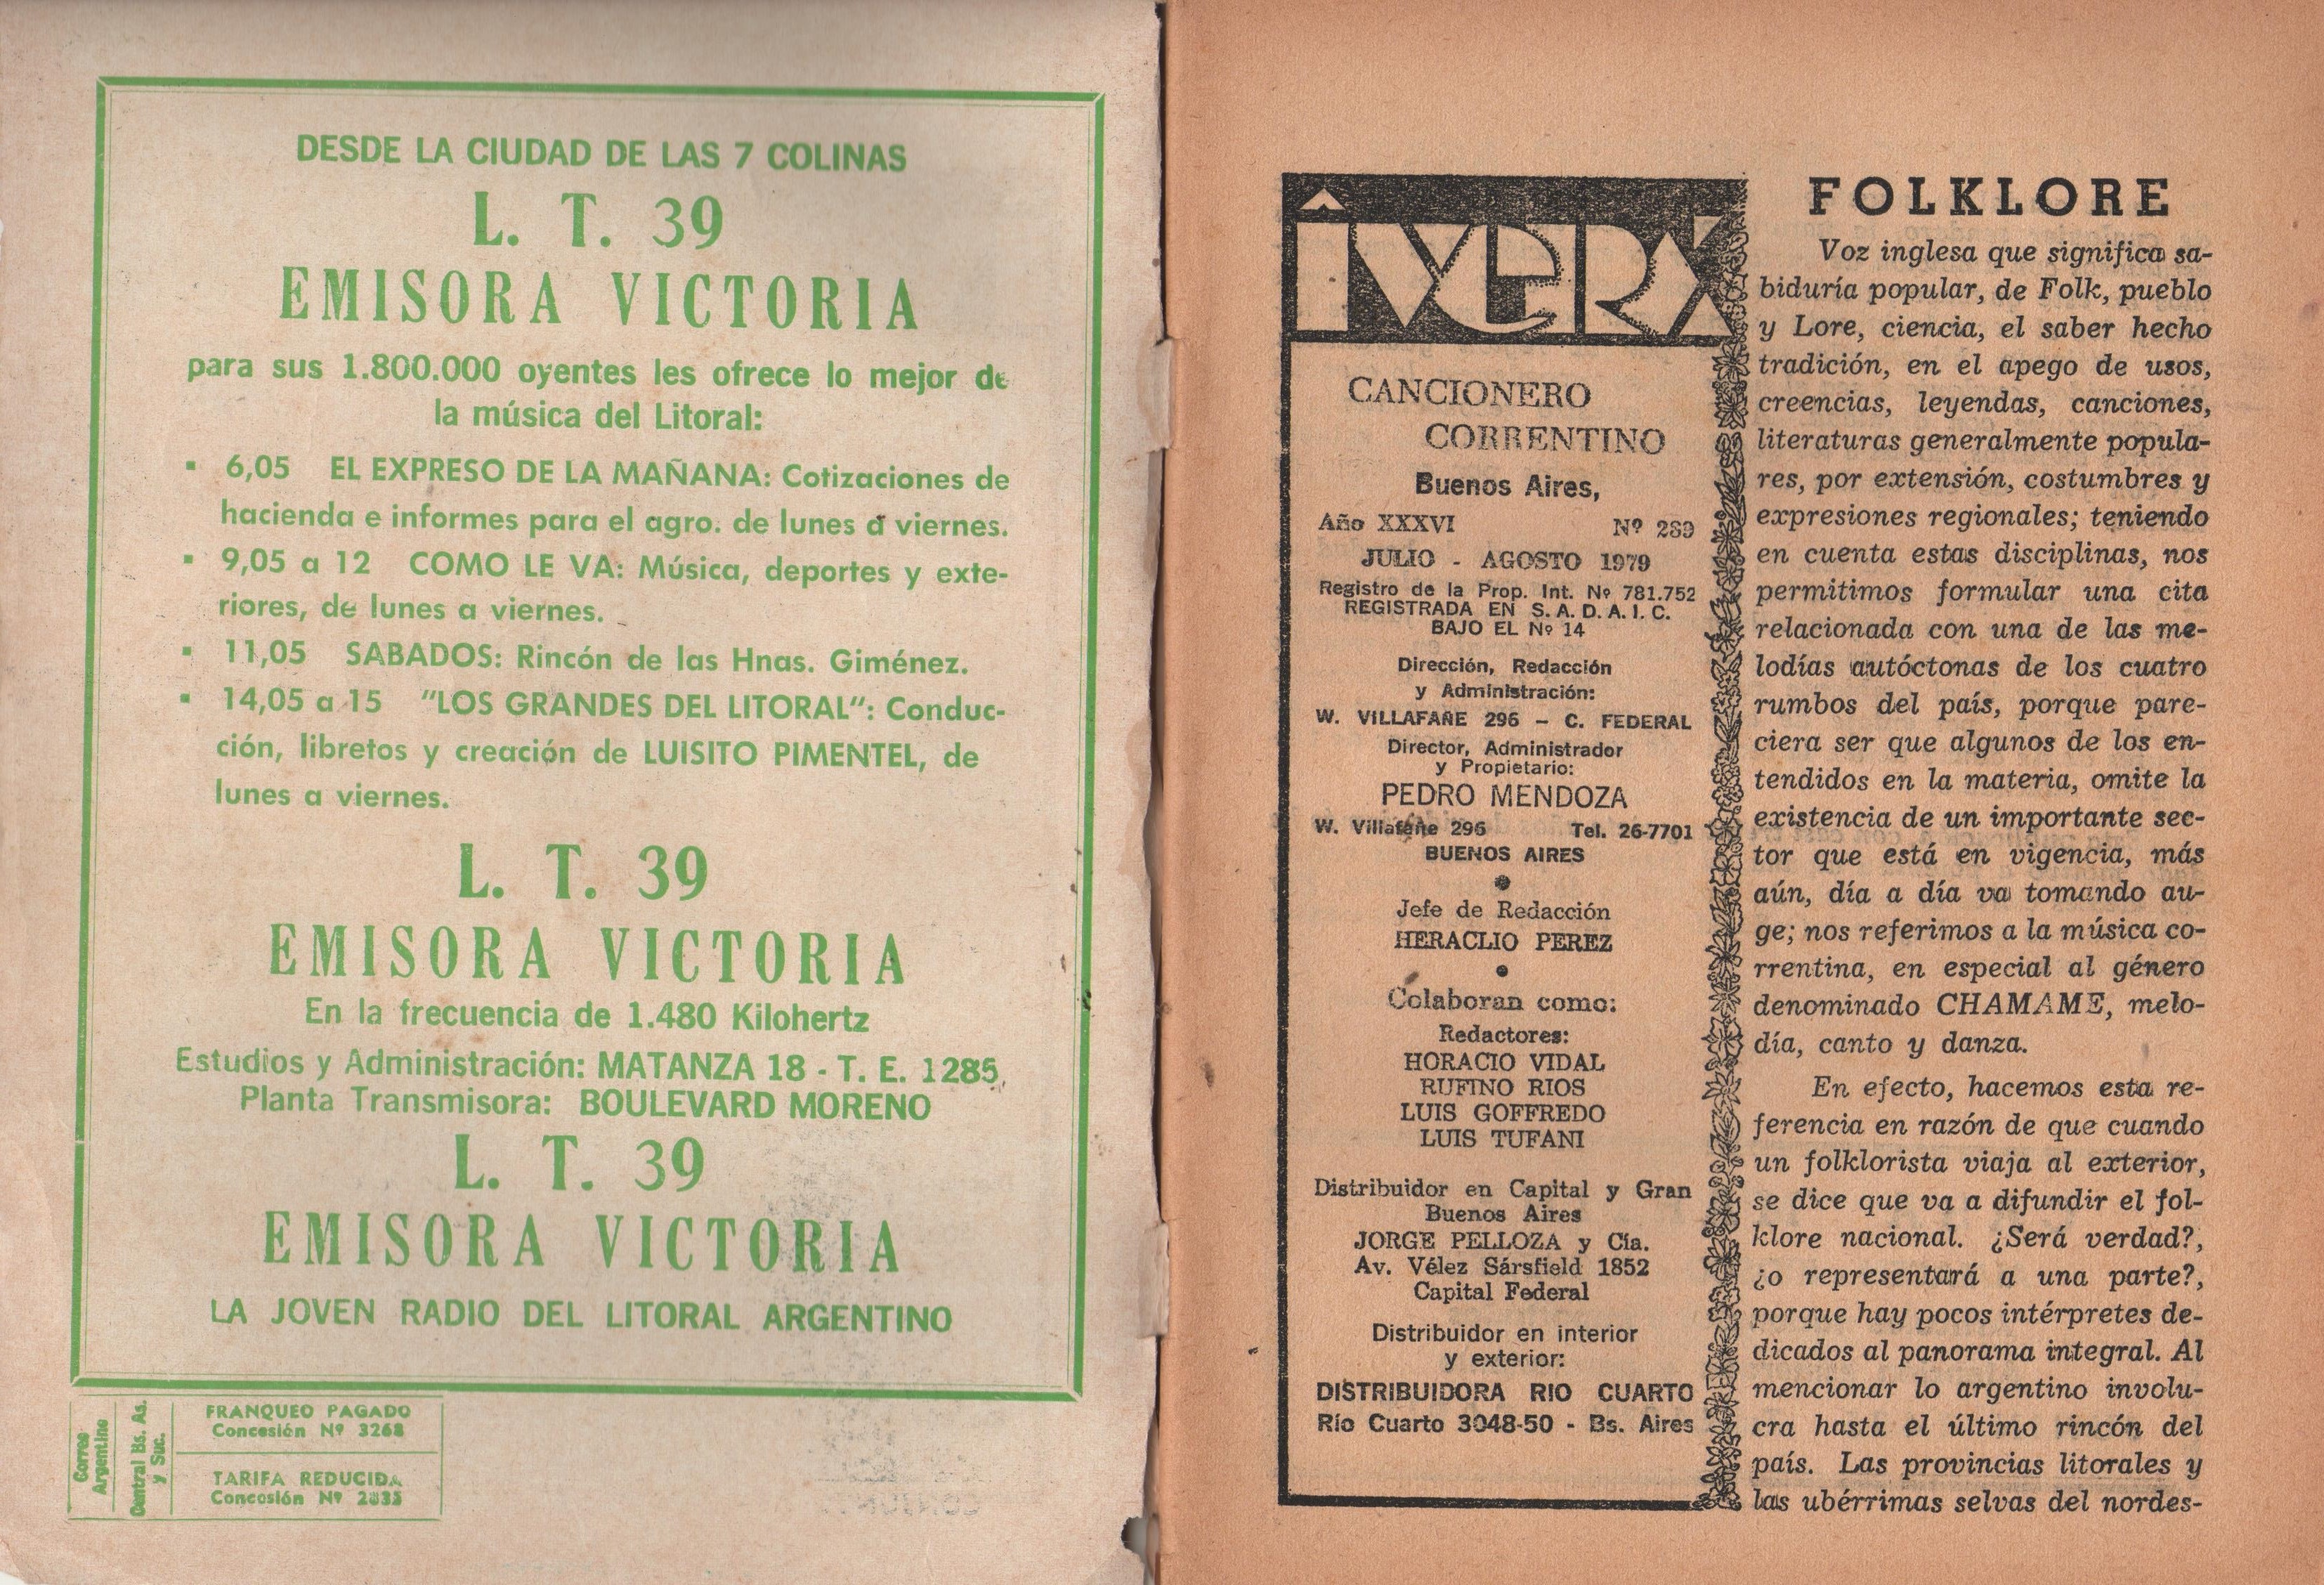 DESDE LA CIUDAD DE LAS 7 COLINAS
L. T. 39
EMISORA VICTORIA
para sus 1.800.000 oyentes les ofrece lo mejor de
la música del Litoral:
▪ 6,05 EL EXPRESO DE LA MAÑANA: Cotizaciones de
hacienda e informes para el agro. de lunes a viernes.
▪ 9,05 a 12 COMO LE VA: Música, deportes y exte-
riores, de lunes a viernes.
▪ 11,05 SABADOS: Rincón de las Hnas. Giménez.
▪ 14,05 a 15 "LOS GRANDES DEL LITORAL": Conduc-
ción, libretos y creación de LUISITO PIMENTEL, de
lunes a viernes.
L. T. 39
EMISORA VICTORIA
En la frecuencia de 1.480 Kilohertz
Estudios y Administración: MATANZA 18 - T. E. 1285
Planta Transmisora: BOULEVARD MORENO
L. T. 39
EMISORA VICTORIA
LA JOVEN RADIO DEL LITORAL ARGENTINO
Correo
Argentino
Central Bs. As.
y Suc.
FRANQUEO PAGADO
Concesión Nº 3268
TARIFA REDUCIDA
Concesión Nº
IVERÁ
CANCIONERO
CORRENTINO
Buenos Aires,
Año XXXVI Nº 289
JULIO - AGOSTO 1979
Registro de la Prop. Int. Nº 781.752
REGISTRADA EN S. A. D. A. I. C.
BAJO EL Nº 14
Dirección, Redacción
y Administración:
W. VILLAFAÑE 296 – C. FEDERAL
Director, Administrador
y Propietario:
PEDRO MENDOZA
W. Villafañe 296 Tel. 26-7701
BUENOS AIRES
●
Jefe de Redacción
HERACLIO PEREZ
●
Colaboran como:
Redactores:
HORACIO VIDAL
RUFINO RIOS
LUIS GOFFREDO
LUIS TUFANI
Distribuidor en Capital y Gran
Buenos Aires
JORGE PELLOZA y Cía.
Av. Vélez Sársfield 1852
Capital Federal
Distribuidor en interior
y exterior:
DISTRIBUIDORA RIO CUARTO
Río Cuarto 3048-50 - Bs. Aires
FOLKLORE
Voz inglesa que significa sa-
biduría popular, de Folk, pueblo
y Lore, ciencia, el saber hecho
tradición, en el apego de usos,
creencias, leyendas, canciones,
literaturas generalmente popula-
res, por extensión, costumbres y
expresiones regionales; teniendo
en cuenta estas disciplinas, nos
permitimos formular una cita
relacionada con una de las me-
lodías autóctonas de los cuatro
rumbos del país, porque pare-
ciera ser que algunos de los en-
tendidos en la materia, omite la
existencia de un importante sec-
tor que está en vigencia, más
aún, día a día va tomando au-
ge; nos referimos a la música co-
rrentina, en especial al género
denominado CHAMAME, melo-
día, canto y danza.
En efecto, hacemos esta re-
ferencia en razón de que cuando
un folklorista viaja al exterior,
se dice que va a difundir el fol-
klore nacional. ¿Será verdad?,
¿o representará a una parte?,
porque hay pocos intérpretes de-
dicados al panorama integral. Al
mencionar lo argentino involu-
cra hasta el último rincón del
país. Las provincias litorales y
las ubérrimas selvas del nordes-